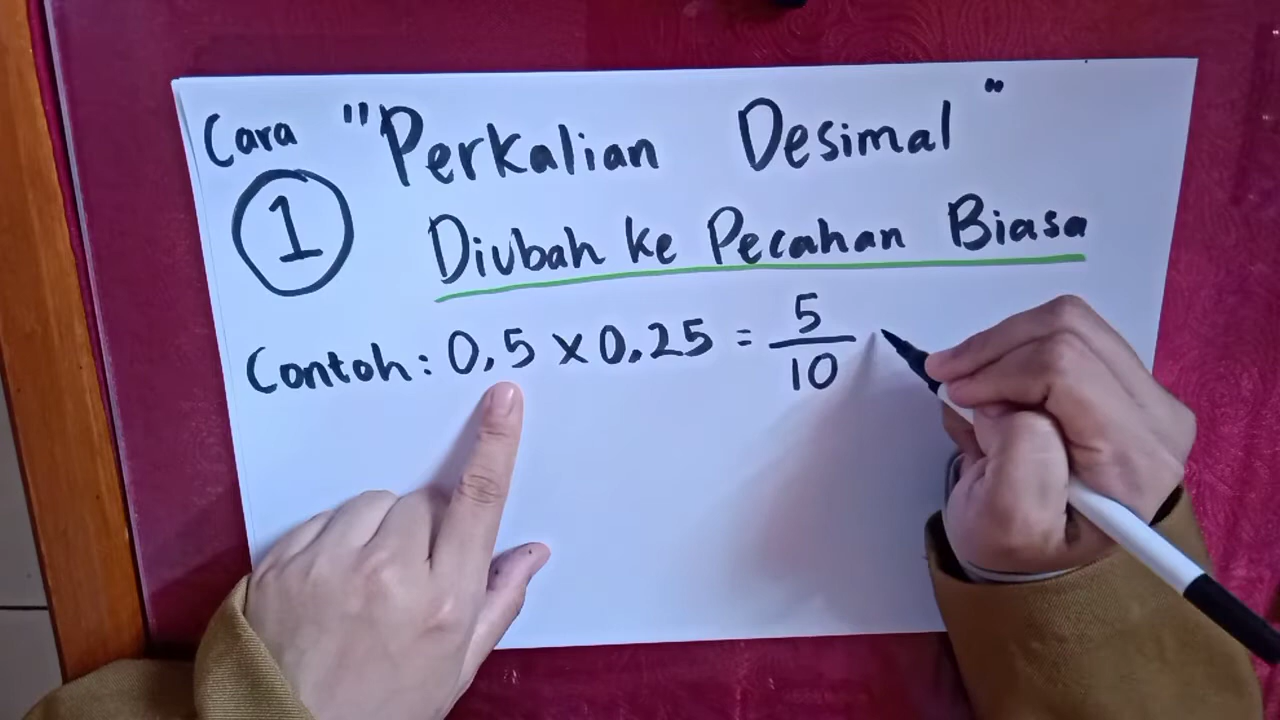 Cara "Perkalian Desimal"
1 Diubah ke Pecahan Biasa
Contoh: 0,5 x 0,25 = 5/10